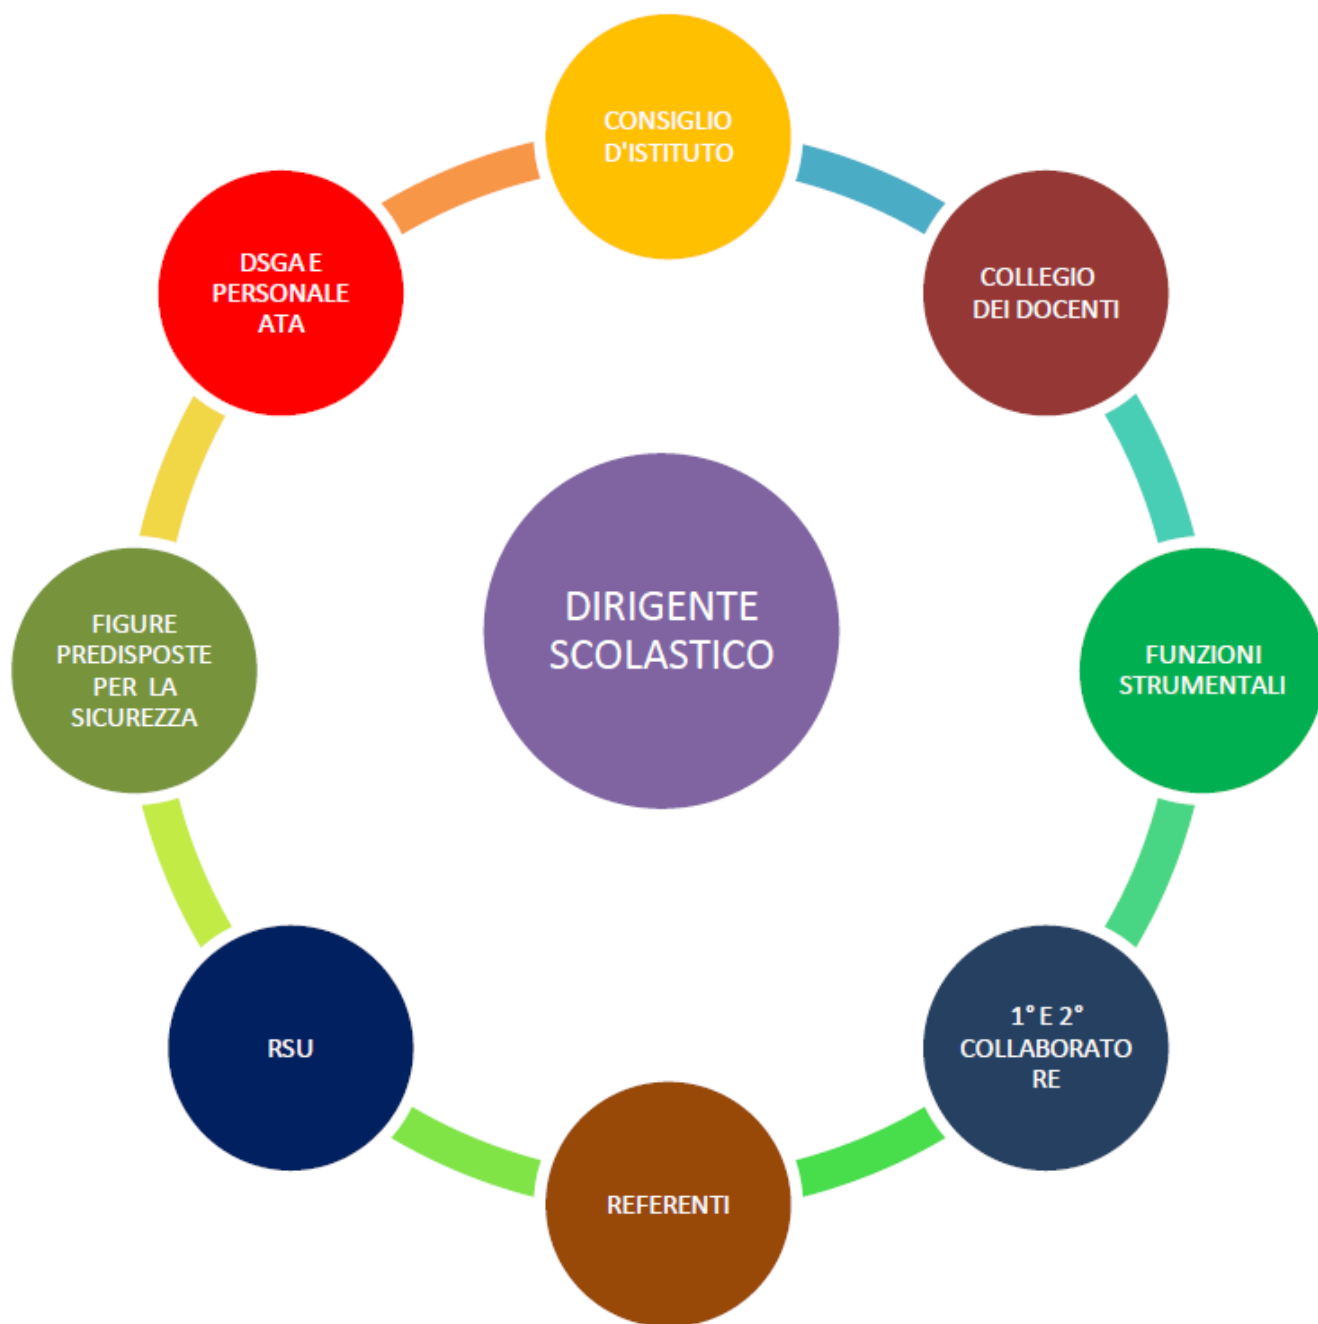 CONSIGLIO
D'ISTITUTO
COLLEGIO
DEI DOCENTI
FUNZIONI
STRUMENTALI
1° E 2°
COLLABORATO
RE
REFERENTI
RSU
FIGURE
PREDISPOSTE
PER LA
SICUREZZA
DSGA E
PERSONALE
ATA
DIRIGENTE
SCOLASTICO